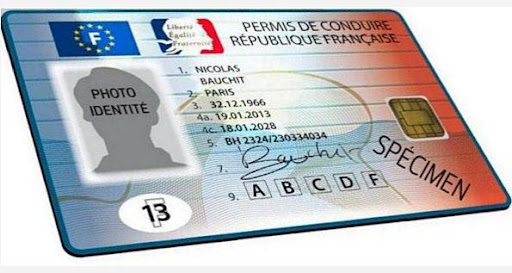 F
Liberté
Égalité
Fraternité
PERMIS DE CONDUIRE
RÉPUBLIQUE FRANÇAISE
PHOTO
IDENTITÉ
1. NICOLAS
BAUCHIT
2. PARIS
3. 32.12.1966
4a. 19.01.2013
4c. 18.01.2028
5. BH 2324/230334034
7. Bauchit
9. A B C D F
13
SPÉCIMEN